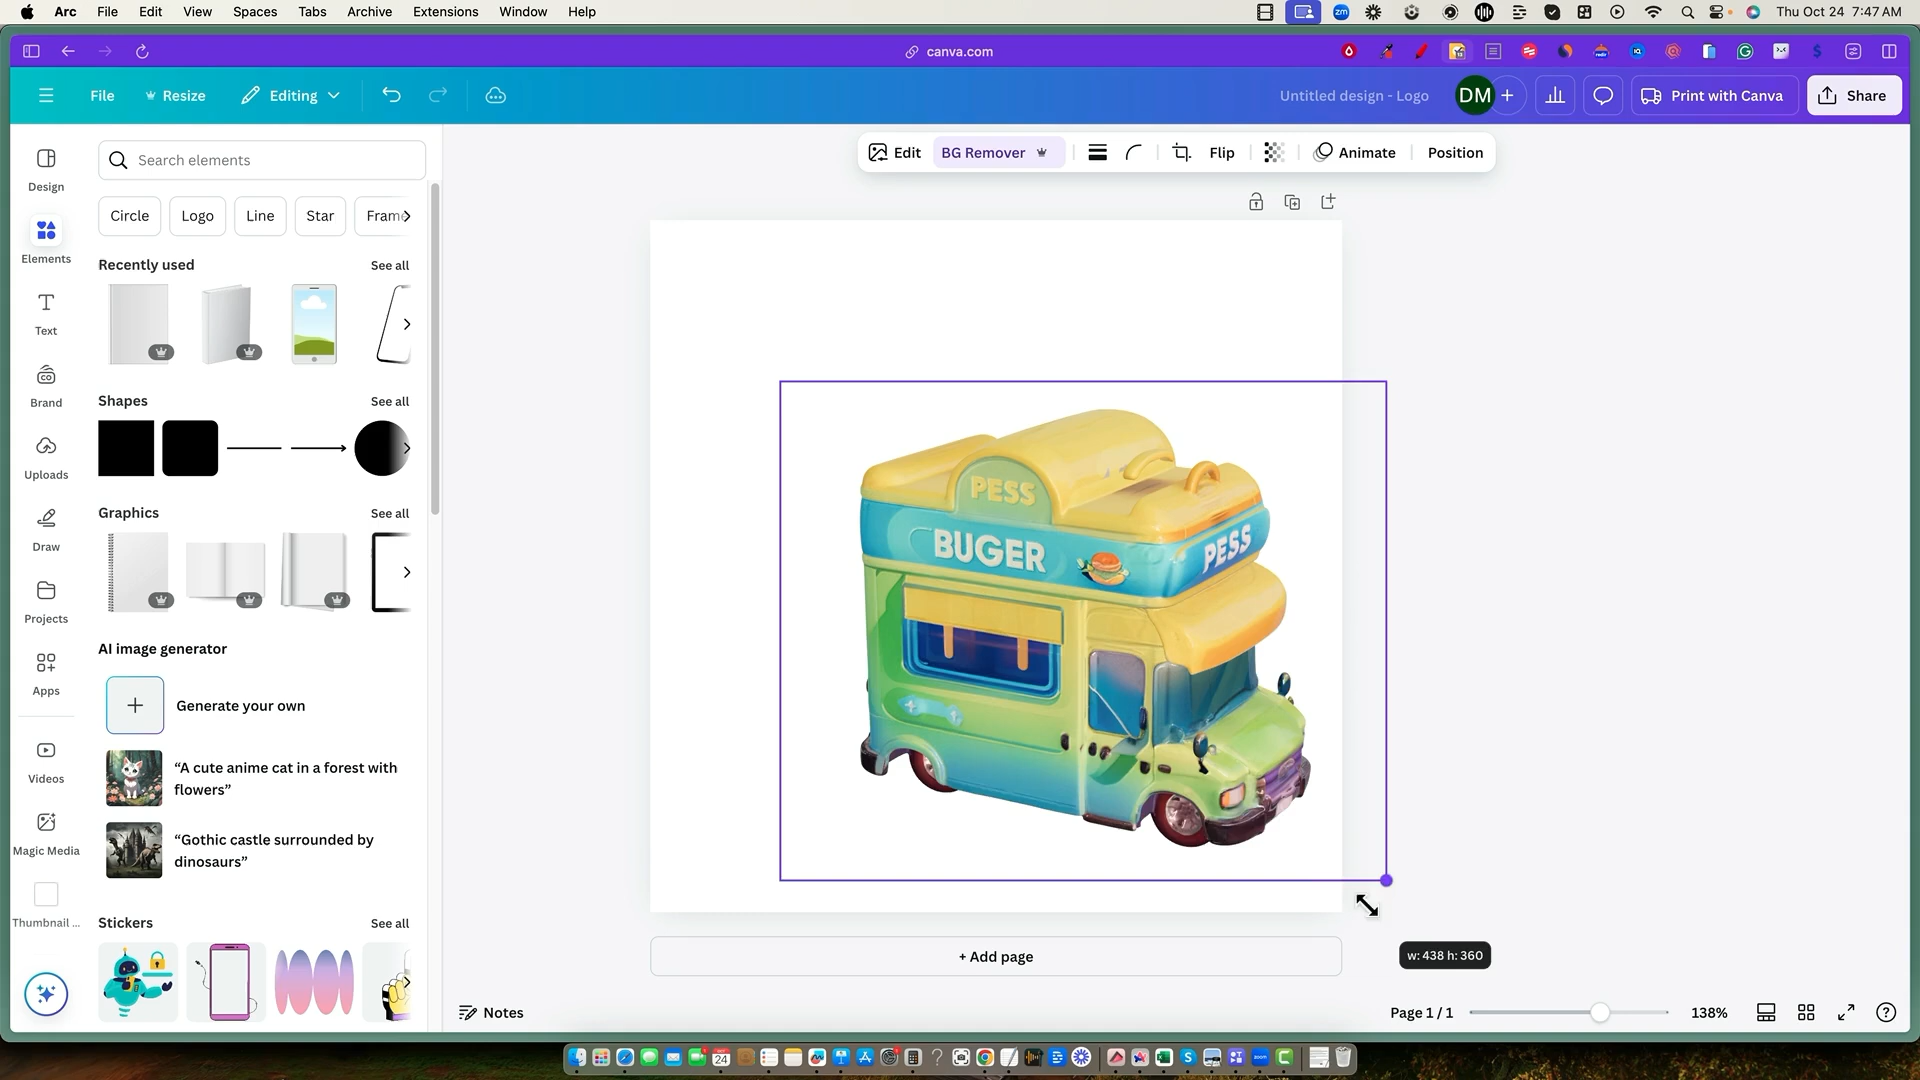 Arc File Edit View Spaces Tabs Archive Extensions Window Help
zm
Thu Oct 24 7:47 AM
canva.com
File Resize Editing
Untitled design - Logo
DM +
Print with Canva
Share
Design
Elements
Text
Brand
Uploads
Draw
Projects
Apps
Videos
Magic Media
Thumbnail ...
Search elements
Circle
Logo
Line
Star
Frame
Recently used
See all
Shapes
See all
Graphics
See all
AI image generator
Generate your own
“A cute anime cat in a forest with
flowers”
“Gothic castle surrounded by
dinosaurs”
Stickers
See all
Edit
BG Remover
Flip
Animate
Position
PESS
BUGER
PESS
+ Add page
w: 438 h: 360
Notes
Page 1 / 1
138%
24
zoom